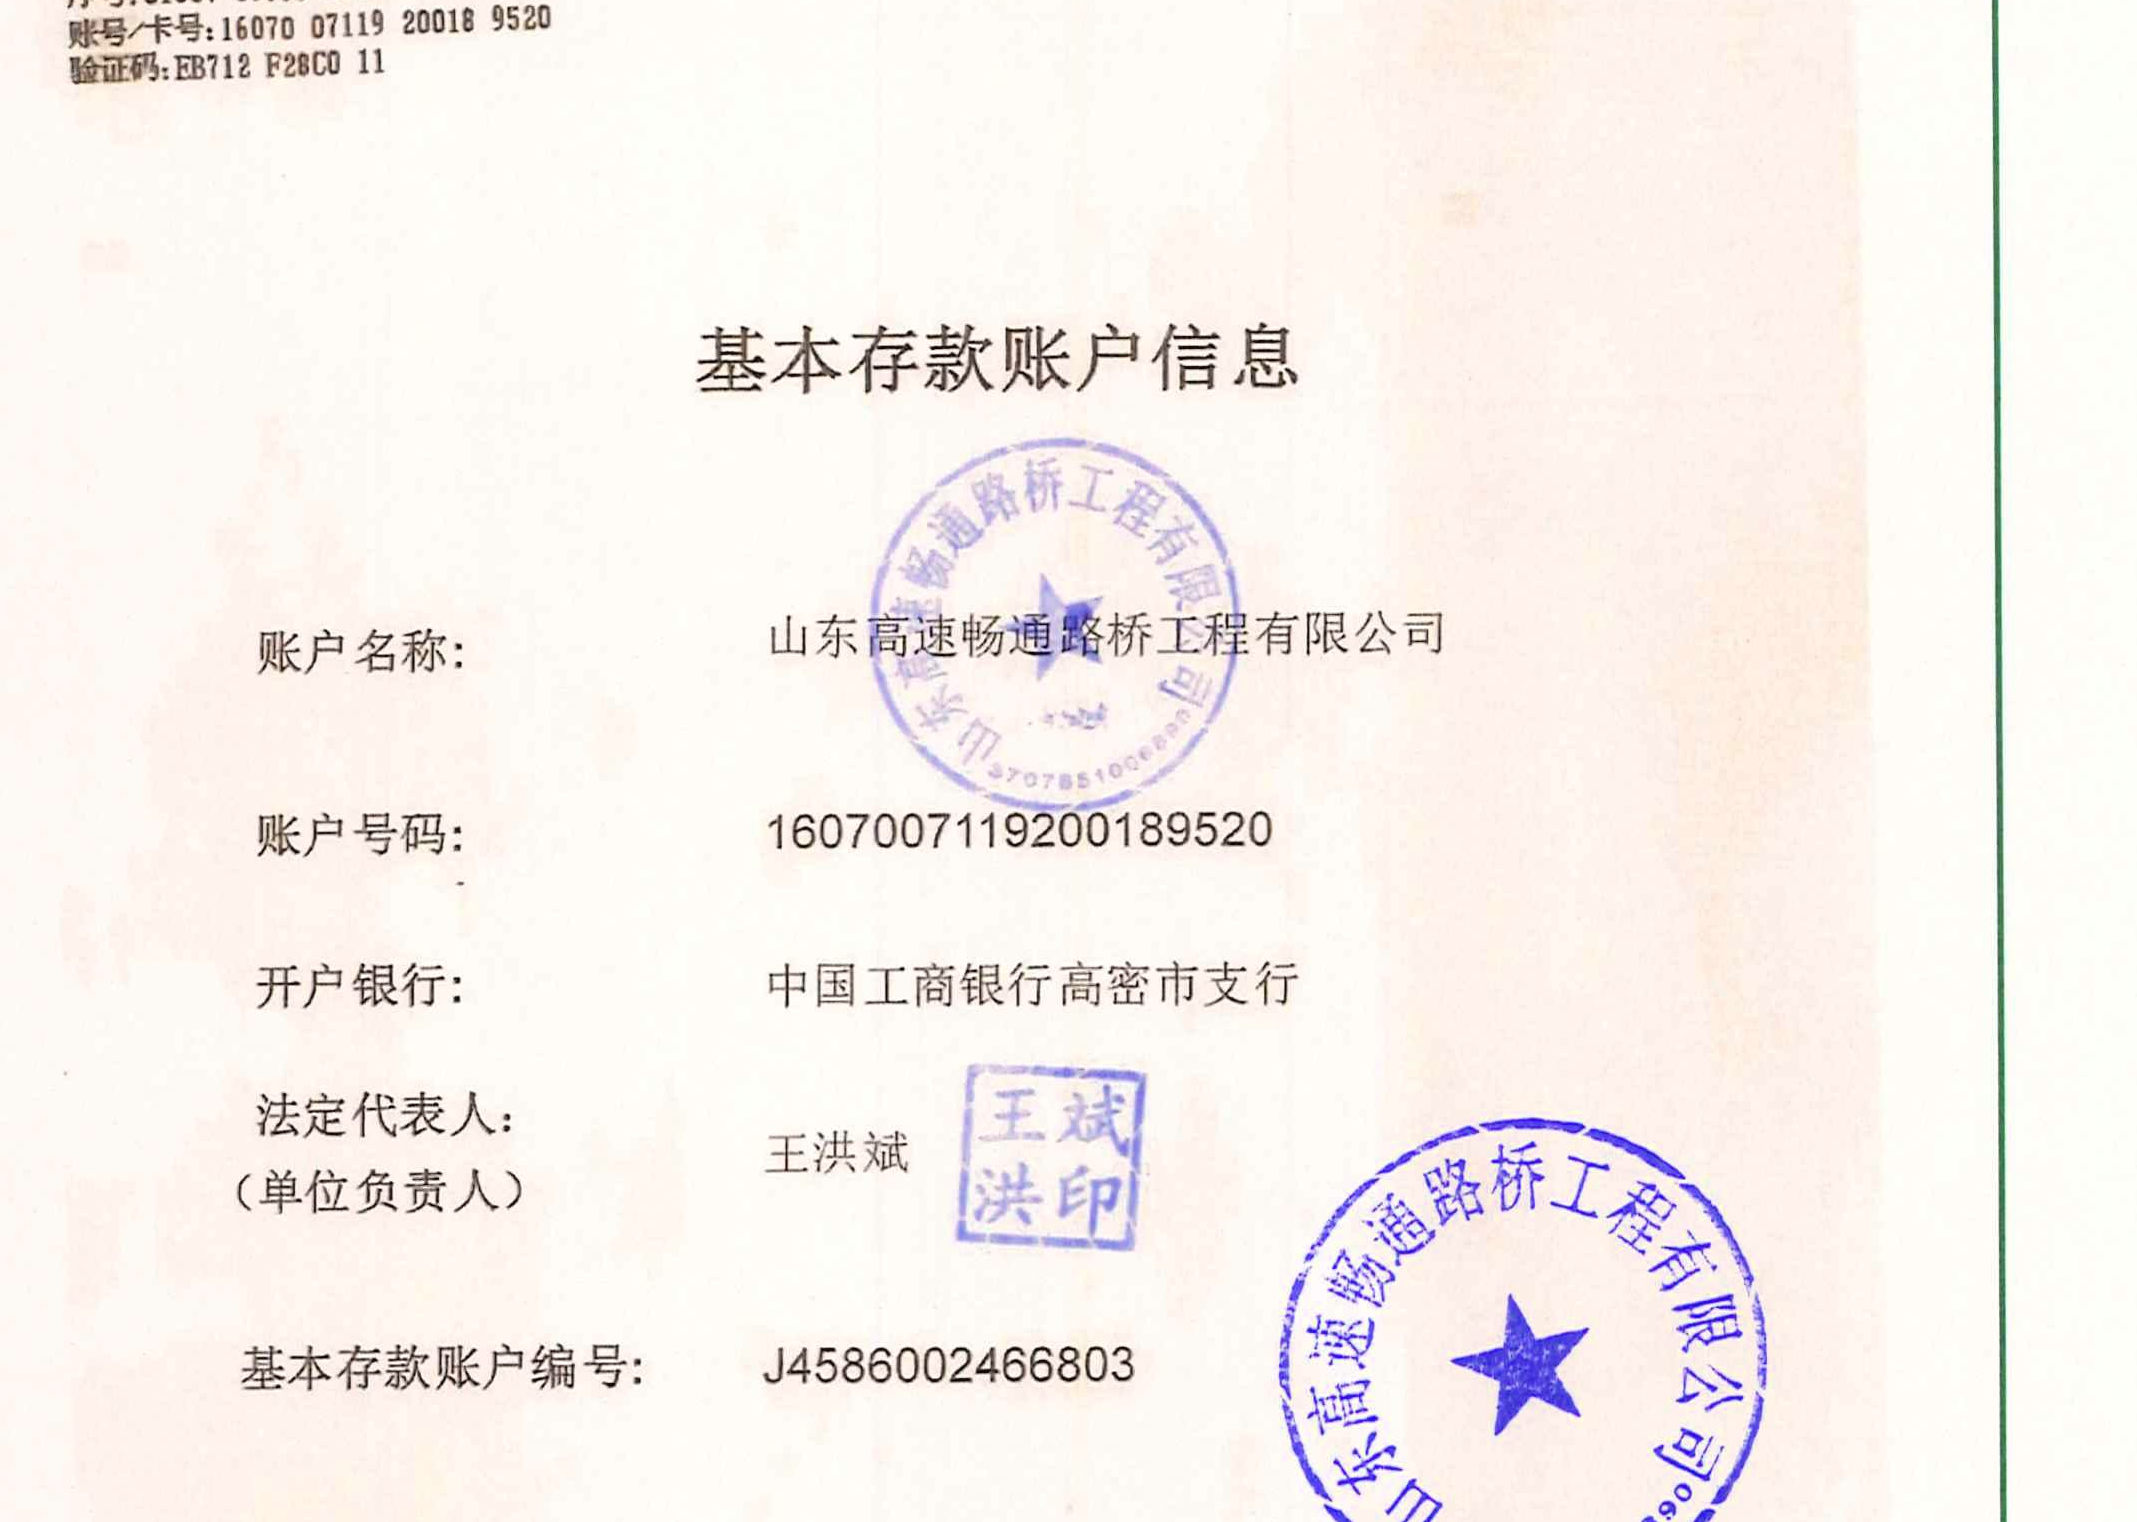 账号/卡号:16070 07119 20018 9520
验证码:EB712 F28C0 11
基本存款账户信息
山东高速畅通路桥工程有限公司
账户名称: 山东高速畅通路桥工程有限公司
账户号码: 1607007119200189520
开户银行: 中国工商银行高密市支行
法定代表人: 王洪斌
(单位负责人)
王斌
洪印
基本存款账户编号: J4586002466803
山东高速畅通路桥工程有限公司